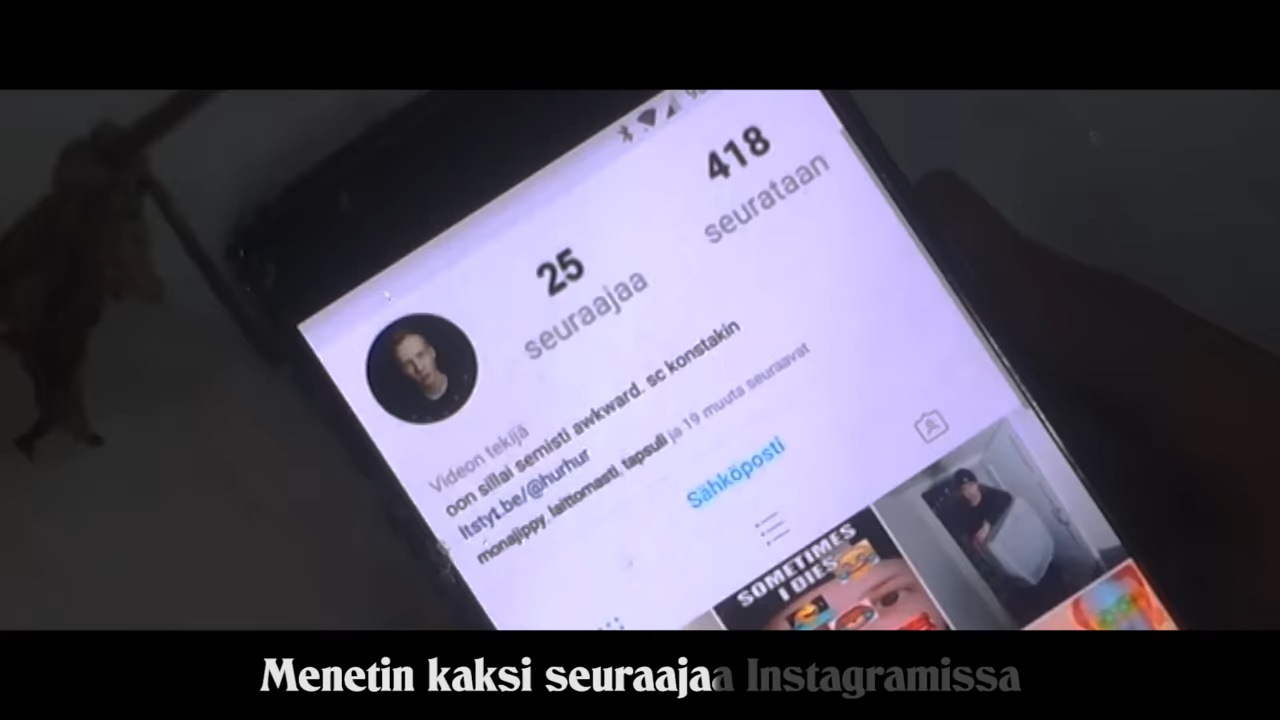 418
seurataan
25
seuraajaa
Videon tekijä
oon sillai semisti awkward. sc konstakin
ltstyt.be/@hurhur
monajippy, laittomasti, tapsull ja 19 muuta seuraavat
Sähköposti
SOMETIMES
I DIES
Menetin kaksi seuraajaa Instagramissa